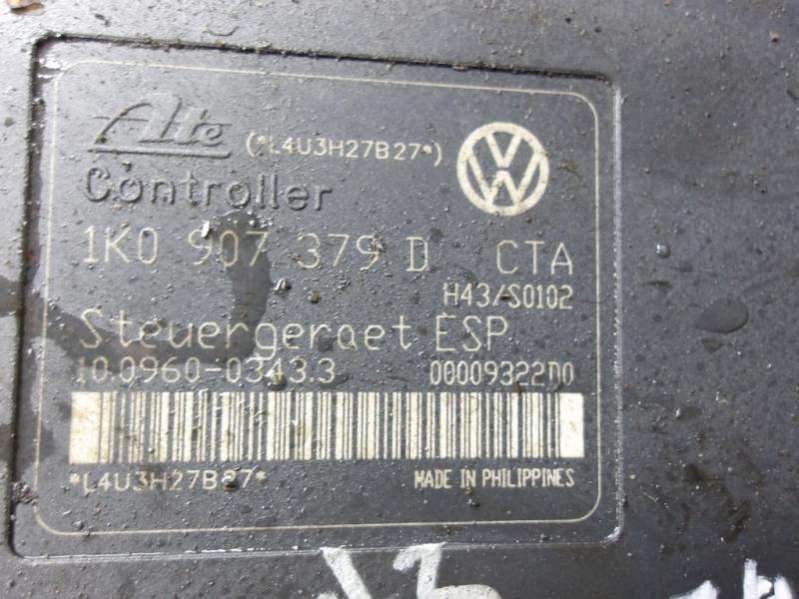 Ate (*L4U3H27B27*) VW
Controller
1K0 907 379 D CTA
H43/S0102
Steuergeraet ESP
10.0960-0343.3 00009322D0
*L4U3H27B27* MADE IN PHILIPPINES